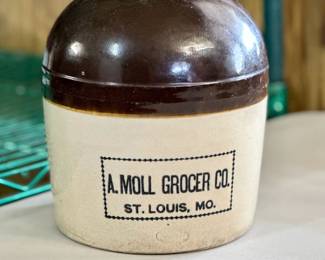 A. MOLL GROCER CO.
ST. LOUIS, MO.